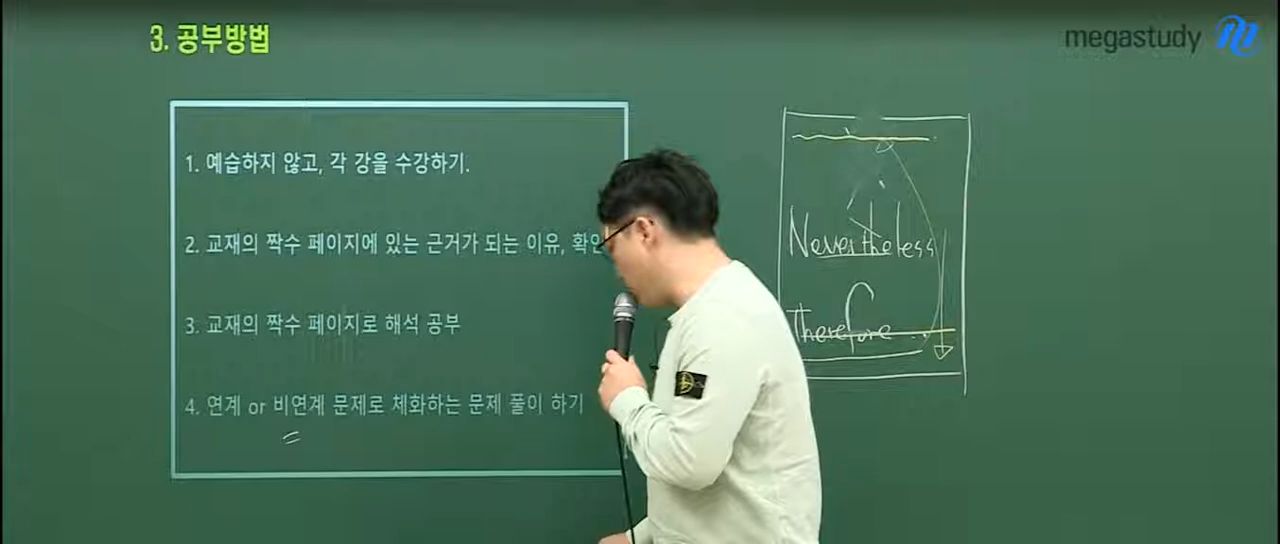 3. 공부방법
megastudy
1. 예습하지 않고, 각 강을 수강하기.
2. 교재의 짝수 페이지에 있는 근거가 되는 이유, 확인
3. 교재의 짝수 페이지로 해석 공부
4. 연계 or 비연계 문제로 체화하는 문제 풀이 하기
Nevertheless
Therefore